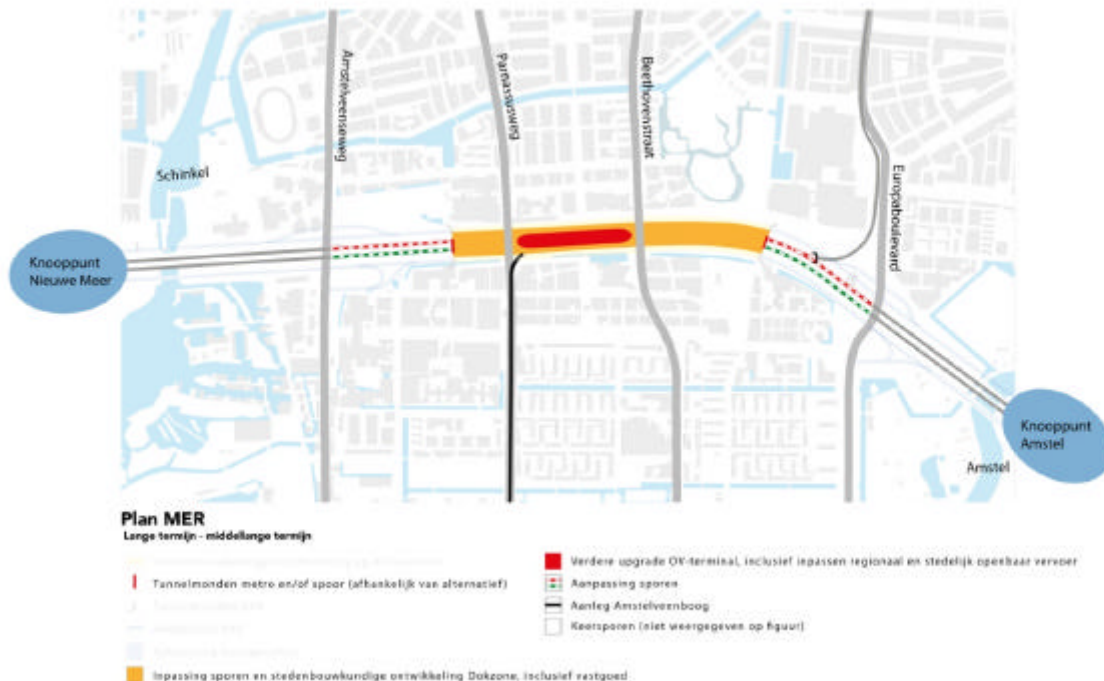 Amstelveenseweg
Parnassusweg
Beethovenstraat
Europaboulevard
Schinkel
Knooppunt
Nieuwe Meer
Knooppunt
Amstel
Amstel
Plan MER
Lange termijn - middellange termijn
Tunnelmonden metro en/of spoor (afhankelijk van alternatief)
Inpassing sporen en stedenbouwkundige ontwikkeling Dokzone, inclusief vastgoed
Verdere upgrade OV-terminal, inclusief inpassen regionaal en stedelijk openbaar vervoer
Aanpassing sporen
Aanleg Amstelveenboog
Keersporen (niet weergegeven op figuur)